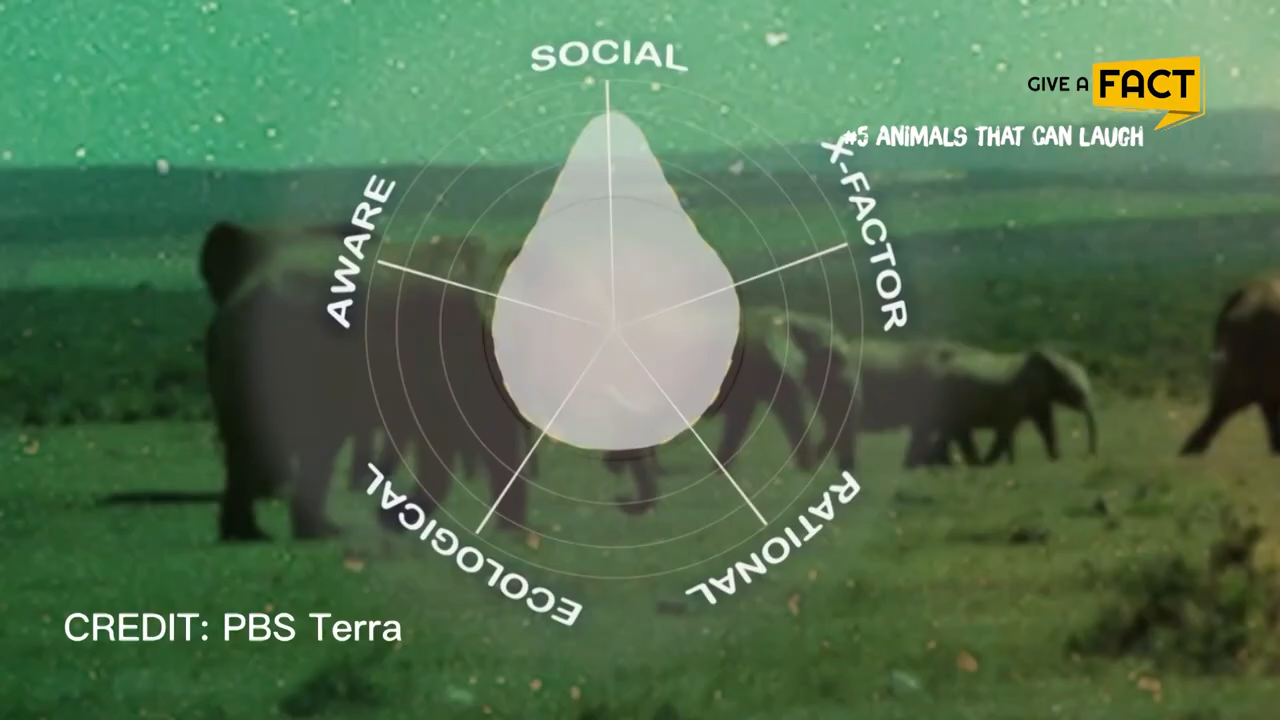 SOCIAL
GIVE A FACT
#5 ANIMALS THAT CAN LAUGH
X-FACTOR
AWARE
RATIONAL
ECOLOGICAL
CREDIT: PBS Terra